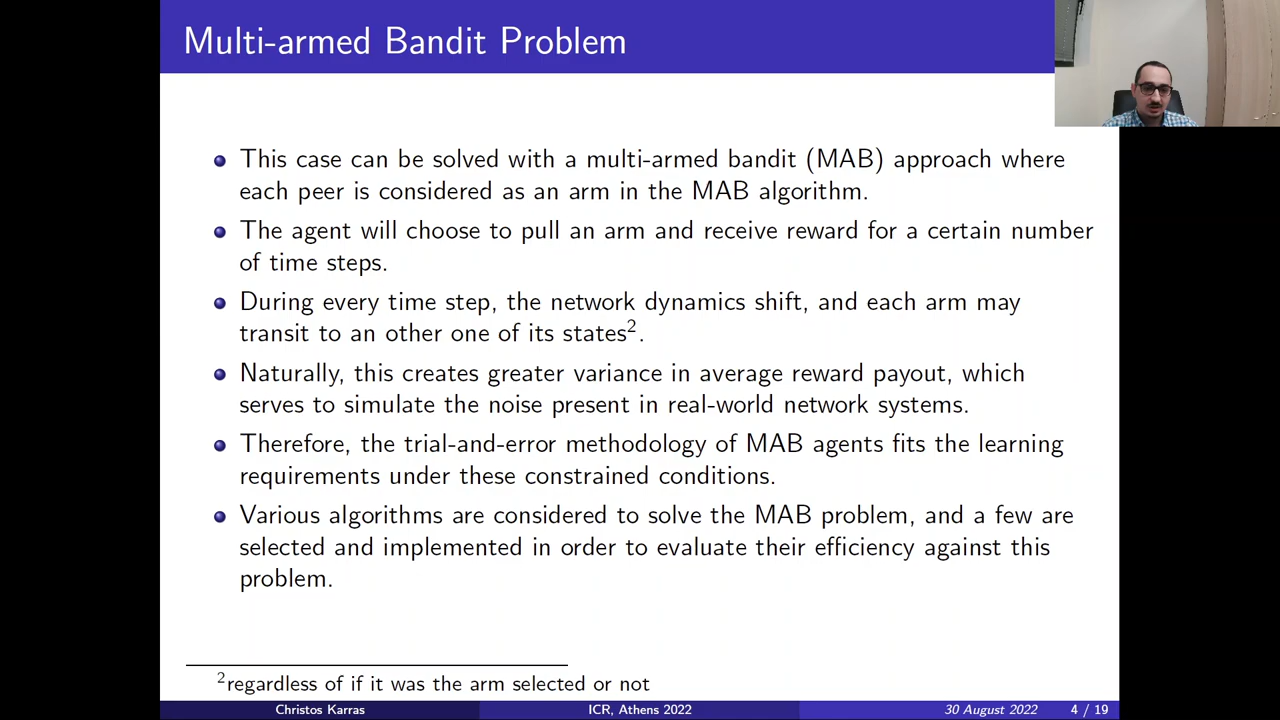 Multi-armed Bandit Problem
This case can be solved with a multi-armed bandit (MAB) approach where
each peer is considered as an arm in the MAB algorithm.
The agent will choose to pull an arm and receive reward for a certain number
of time steps.
During every time step, the network dynamics shift, and each arm may
transit to an other one of its states².
Naturally, this creates greater variance in average reward payout, which
serves to simulate the noise present in real-world network systems.
Therefore, the trial-and-error methodology of MAB agents fits the learning
requirements under these constrained conditions.
Various algorithms are considered to solve the MAB problem, and a few are
selected and implemented in order to evaluate their efficiency against this
problem.
²regardless of if it was the arm selected or not
Christos Karras ICR, Athens 2022 30 August 2022 4 / 19